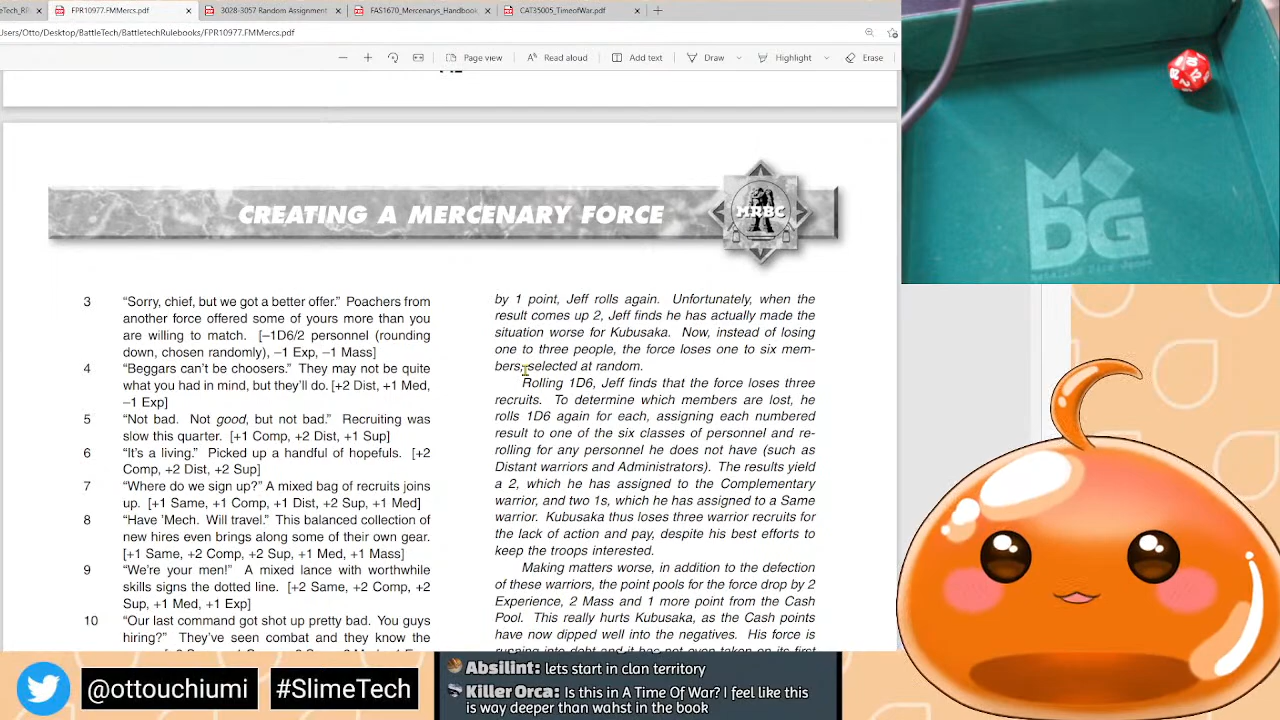 FPR10977.FMMercs.pdf
3028-3057 Random Assignment
FAS1670_Mercenarys_Handbook_
CAT35005_TimeofWar.pdf
Users/Otto/Desktop/BattleTech/BattletechRulebooks/FPR10977.FMMercs.pdf
Page view
Read aloud
Add text
Draw
Highlight
Erase
CREATING A MERCENARY FORCE
MRBC
3 “Sorry, chief, but we got a better offer.” Poachers from
another force offered some of yours more than you
are willing to match. [–1D6/2 personnel (rounding
down, chosen randomly), –1 Exp, –1 Mass]
4 “Beggars can’t be choosers.” They may not be quite
what you had in mind, but they’ll do. [+2 Dist, +1 Med,
–1 Exp]
5 “Not bad. Not good, but not bad.” Recruiting was
slow this quarter. [+1 Comp, +2 Dist, +1 Sup]
6 “It’s a living.” Picked up a handful of hopefuls. [+2
Comp, +2 Dist, +2 Sup]
7 “Where do we sign up?” A mixed bag of recruits joins
up. [+1 Same, +1 Comp, +1 Dist, +2 Sup, +1 Med]
8 “Have ’Mech. Will travel.” This balanced collection of
new hires even brings along some of their own gear.
[+1 Same, +2 Comp, +2 Sup, +1 Med, +1 Mass]
9 “We’re your men!” A mixed lance with worthwhile
skills signs the dotted line. [+2 Same, +2 Comp, +2
Sup, +1 Med, +1 Exp]
10 “Our last command got shot up pretty bad. You guys
hiring?” They’ve seen combat and they know the
by 1 point, Jeff rolls again. Unfortunately, when the
result comes up 2, Jeff finds he has actually made the
situation worse for Kubusaka. Now, instead of losing
one to three people, the force loses one to six mem-
bers, selected at random.
Rolling 1D6, Jeff finds that the force loses three
recruits. To determine which members are lost, he
rolls 1D6 again for each, assigning each numbered
result to one of the six classes of personnel and re-
rolling for any personnel he does not have (such as
Distant warriors and Administrators). The results yield
a 2, which he has assigned to the Complementary
warrior, and two 1s, which he has assigned to a Same
warrior. Kubusaka thus loses three warrior recruits for
the lack of action and pay, despite his best efforts to
keep the troops interested.
Making matters worse, in addition to the defection
of these warriors, the point pools for the force drop by 2
Experience, 2 Mass and 1 more point from the Cash
Pool. This really hurts Kubusaka, as the Cash points
have now dipped well into the negatives. His force is
running into debt and it has not even taken on its first
MDG
@ottouchiumi
#SlimeTech
Absilint: lets start in clan territory
Killer Orca: Is this in A Time Of War? I feel like this
is way deeper than wahst in the book